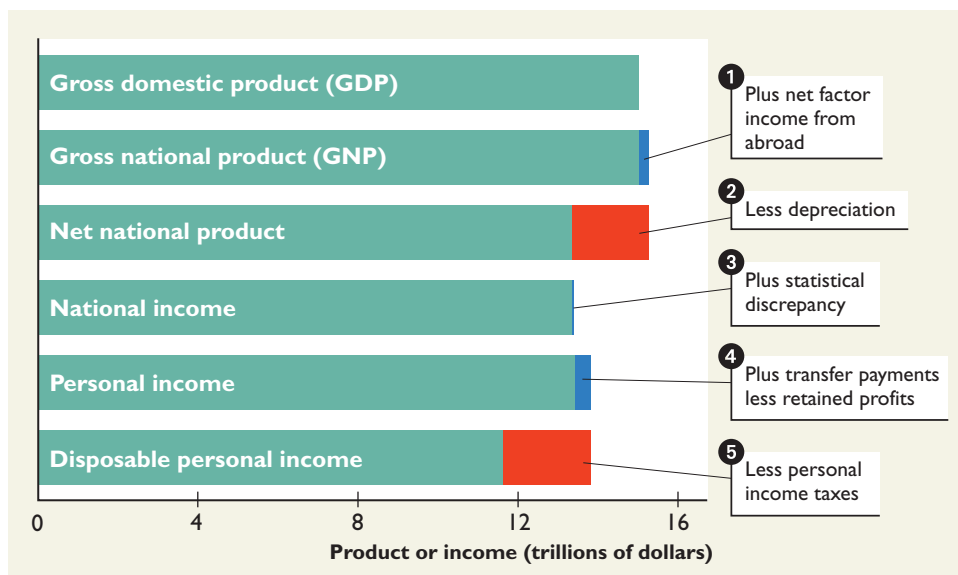 Gross domestic product (GDP)
Gross national product (GNP)
Net national product
National income
Personal income
Disposable personal income
1
Plus net factor
income from
abroad
2
Less depreciation
3
Plus statistical
discrepancy
4
Plus transfer payments
less retained profits
5
Less personal
income taxes
0 4 8 12 16
Product or income (trillions of dollars)